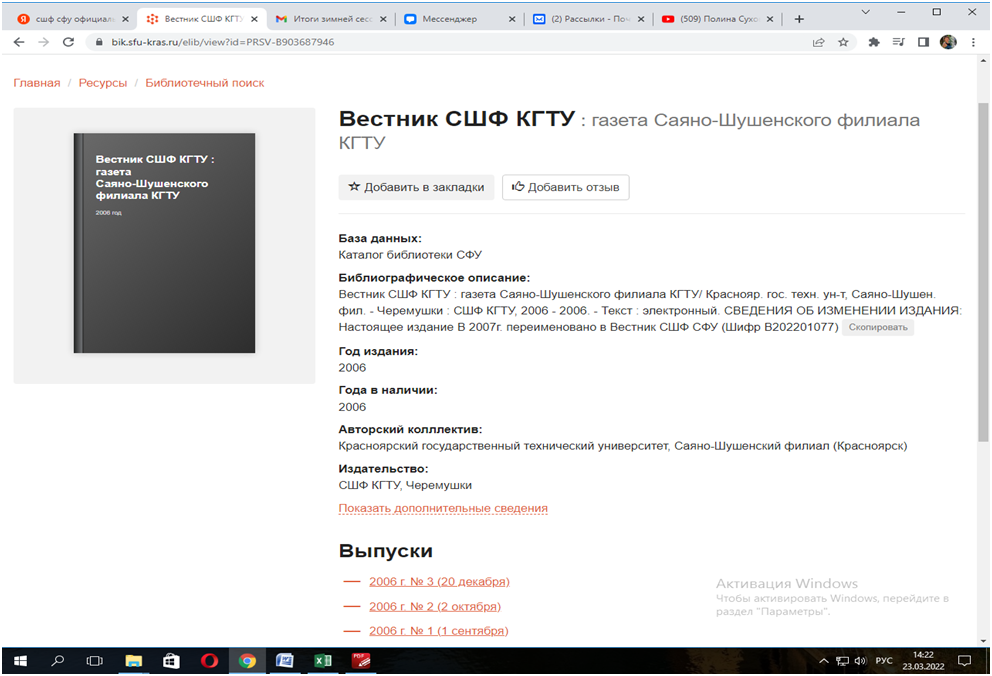 сшф сфу официаль
Вестник СШФ КГТ
Итоги зимней сес
Мессенджер
(2) Рассылки - Поч
(509) Полина Сухо
bik.sfu-kras.ru/elib/view?id=PRSV-B903687946
Главная / Ресурсы / Библиотечный поиск
Вестник СШФ КГТУ :
газета
Саяно-Шушенского
филиала КГТУ
2006 год
Вестник СШФ КГТУ : газета Саяно-Шушенского филиала
КГТУ
Добавить в закладки
Добавить отзыв
База данных:
Каталог библиотеки СФУ
Библиографическое описание:
Вестник СШФ КГТУ : газета Саяно-Шушенского филиала КГТУ/ Краснояр. гос. техн. ун-т, Саяно-Шушен.
фил. - Черемушки : СШФ КГТУ, 2006 - 2006. - Текст : электронный. СВЕДЕНИЯ ОБ ИЗМЕНЕНИИ ИЗДАНИЯ:
Настоящее издание В 2007г. переименовано в Вестник СШФ СФУ (Шифр В202201077) Скопировать
Год издания:
2006
Года в наличии:
2006
Авторский колллектив:
Красноярский государственный технический университет, Саяно-Шушенский филиал (Красноярск)
Издательство:
СШФ КГТУ, Черемушки
Показать дополнительные сведения
Выпуски
2006 г. № 3 (20 декабря)
2006 г. № 2 (2 октября)
2006 г. № 1 (1 сентября)
Активация Windows
Чтобы активировать Windows, перейдите в
раздел "Параметры".
РУС
14:22
23.03.2022